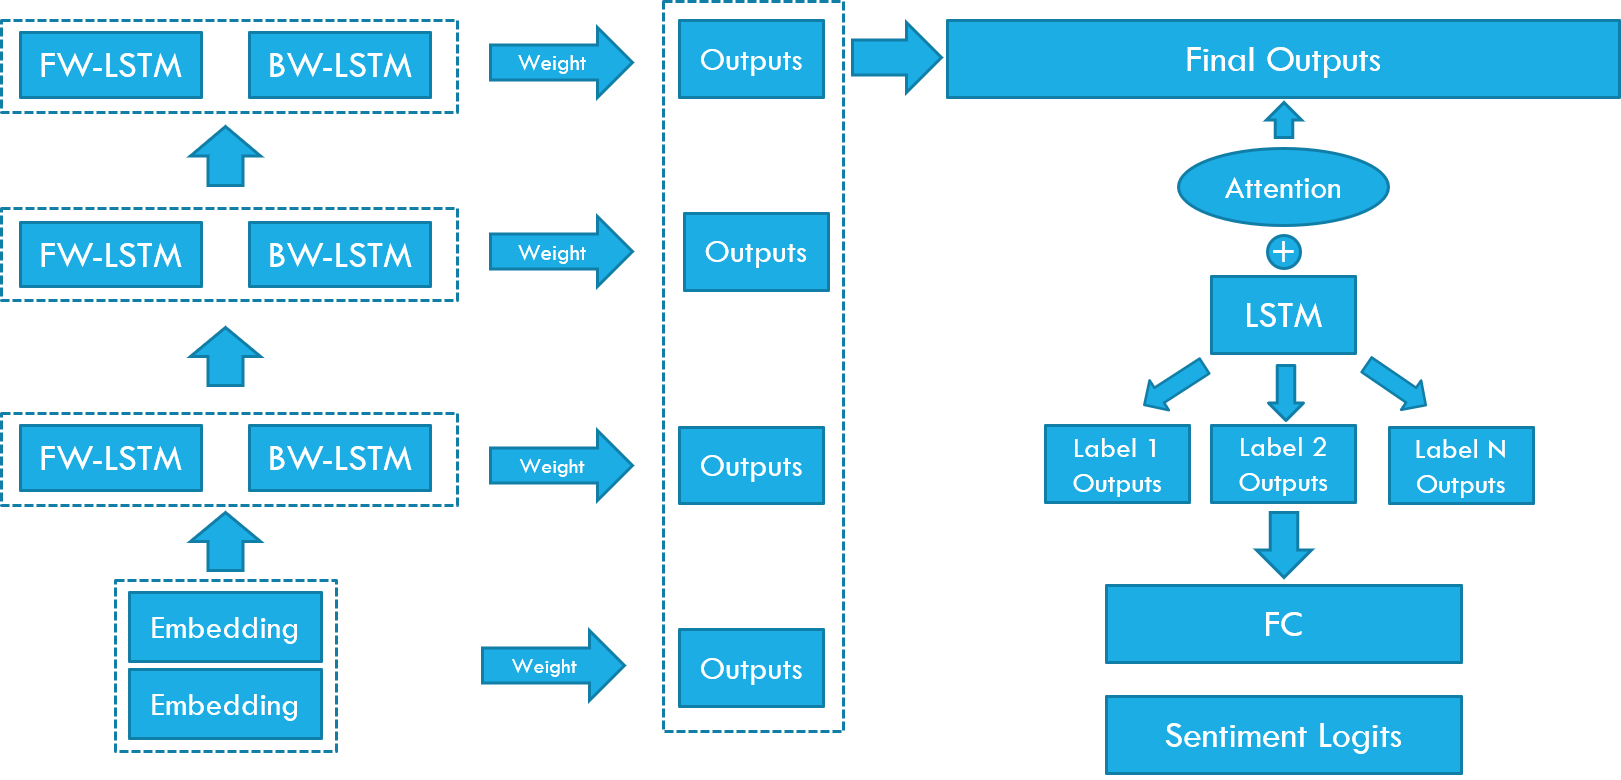 FW-LSTM
BW-LSTM
Weight
Outputs
Final Outputs
Attention
FW-LSTM
BW-LSTM
Weight
Outputs
LSTM
FW-LSTM
BW-LSTM
Weight
Outputs
Label 1
Outputs
Label 2
Outputs
Label N
Outputs
Embedding
Embedding
Weight
Outputs
FC
Sentiment Logits